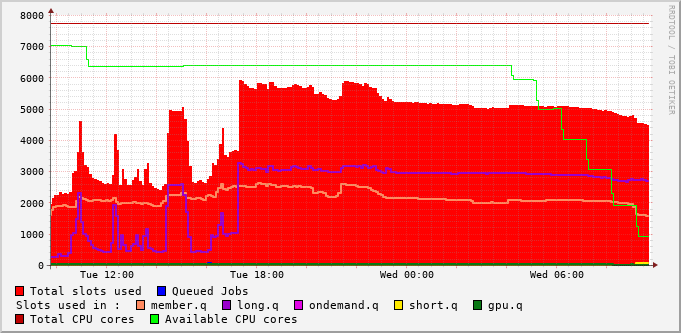 8000
7000
6000
5000
4000
3000
2000
1000
0
Tue 12:00 Tue 18:00 Wed 00:00 Wed 06:00
RRDTOOL / TOBI OETIKER
Total slots used Queued Jobs
Slots used in : member.q long.q ondemand.q short.q gpu.q
Total CPU cores Available CPU cores